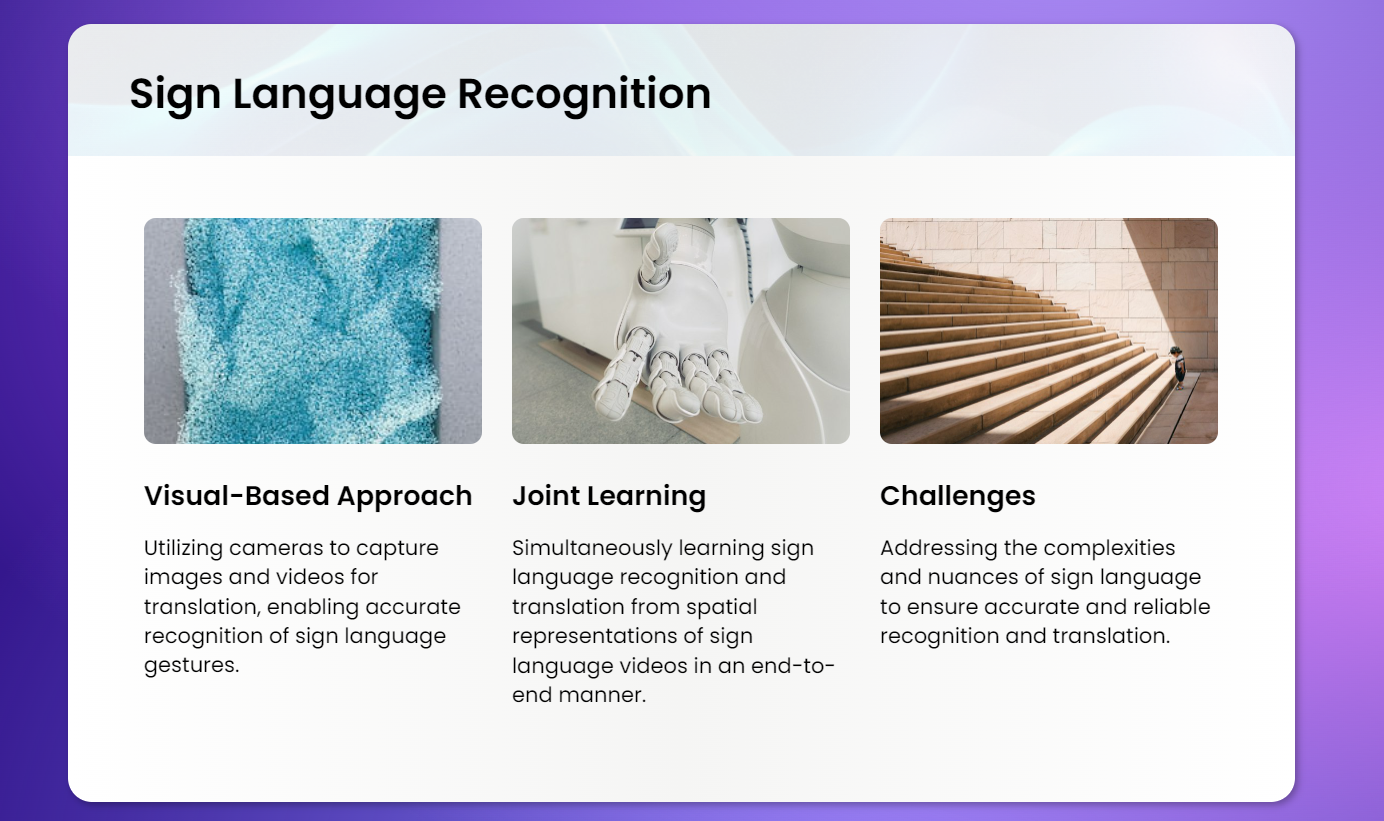 Sign Language Recognition
Visual-Based Approach
Utilizing cameras to capture
images and videos for
translation, enabling accurate
recognition of sign language
gestures.
Joint Learning
Simultaneously learning sign
language recognition and
translation from spatial
representations of sign
language videos in an end-to-
end manner.
Challenges
Addressing the complexities
and nuances of sign language
to ensure accurate and reliable
recognition and translation.